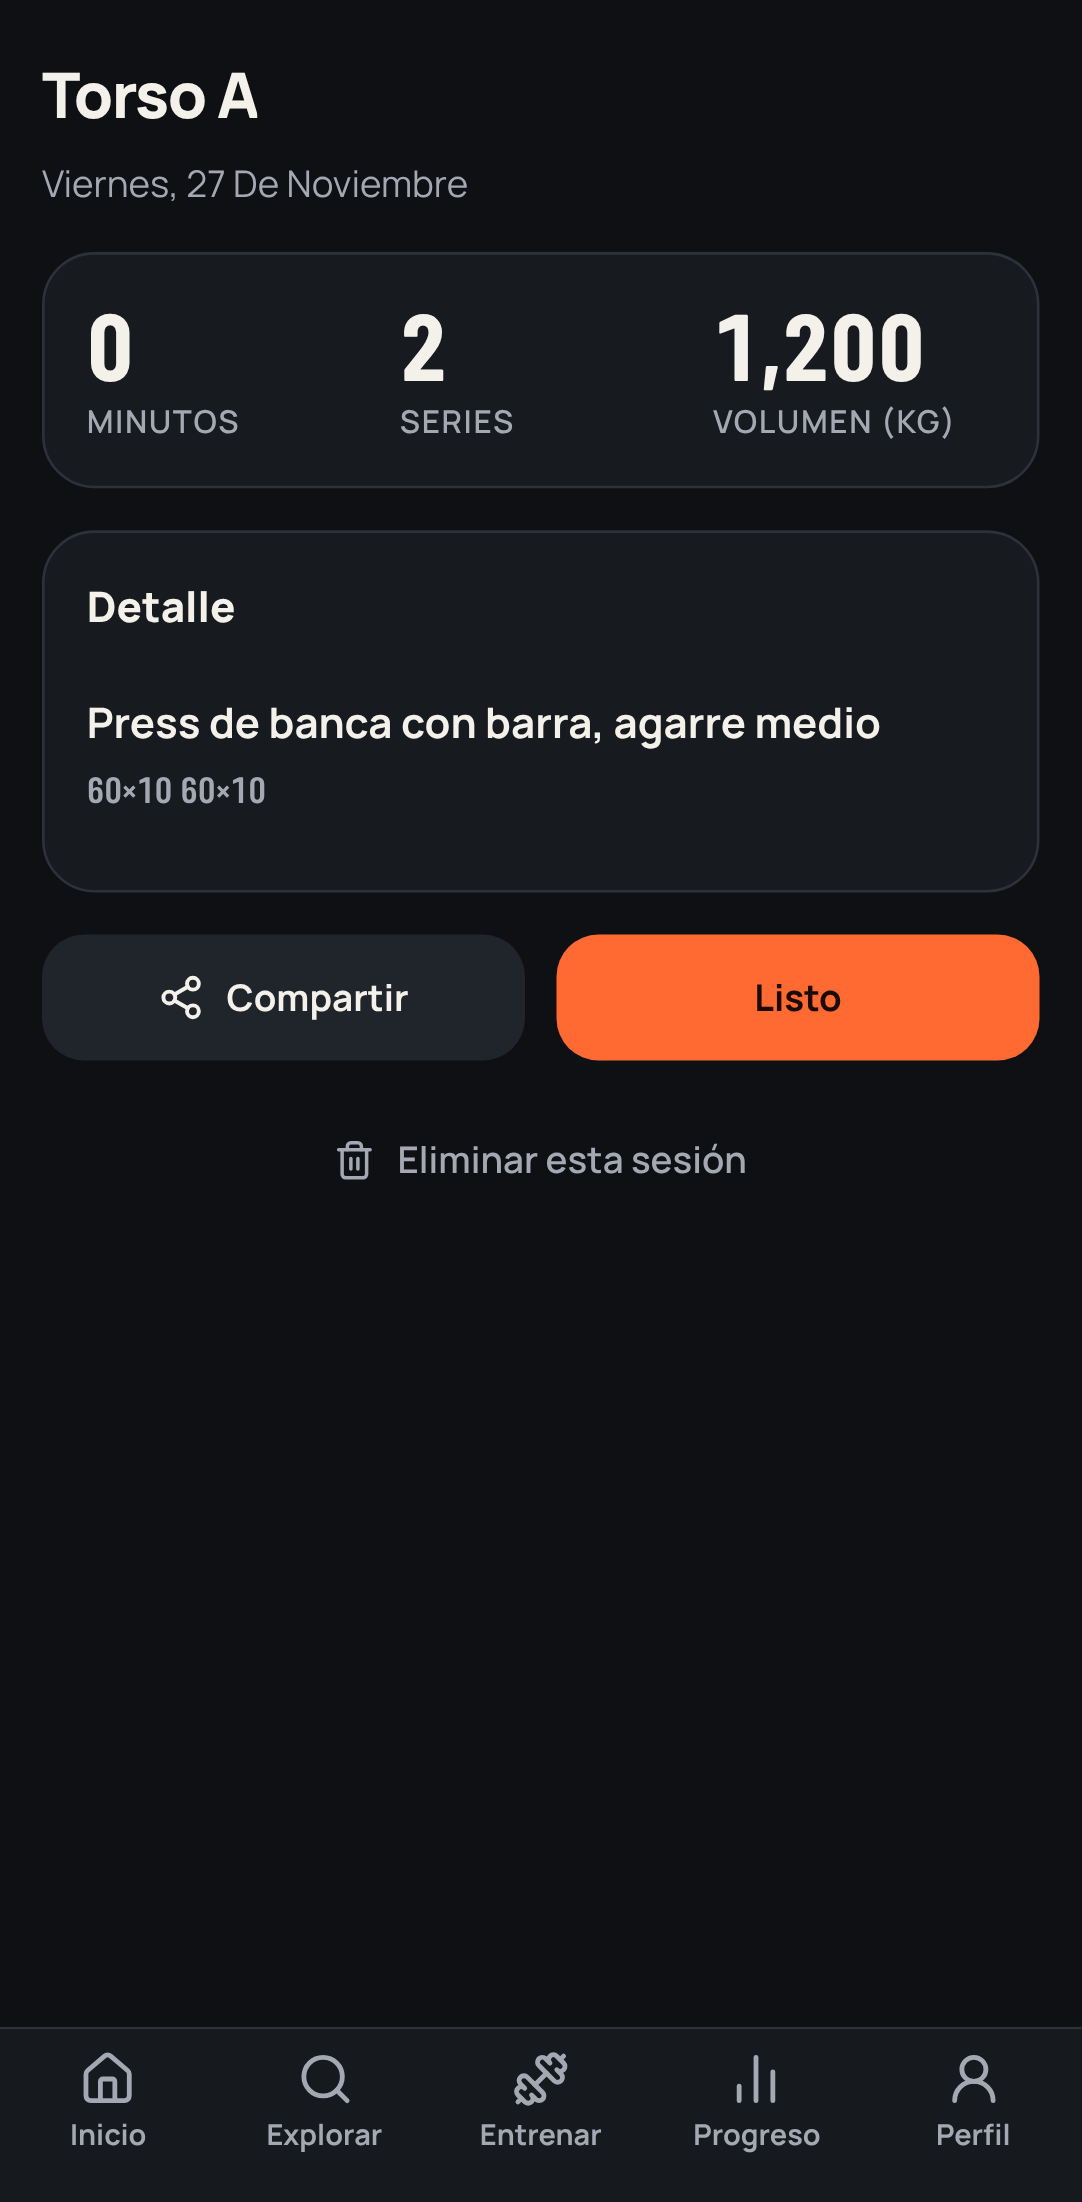 Torso A
Viernes, 27 De Noviembre
0 2 1,200
MINUTOS SERIES VOLUMEN (KG)
Detalle
Press de banca con barra, agarre medio
60×10 60×10
Compartir Listo
Eliminar esta sesión
Inicio Explorar Entrenar Progreso Perfil